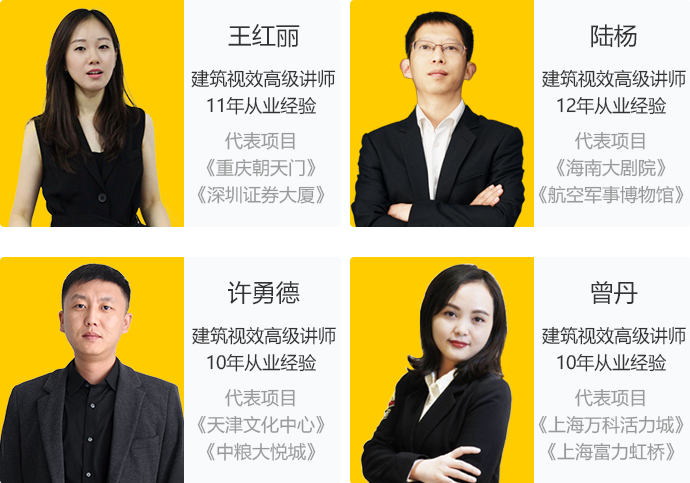 王红丽
建筑视效高级讲师
11年从业经验
代表项目
《重庆朝天门》
《深圳证券大厦》
陆杨
建筑视效高级讲师
12年从业经验
代表项目
《海南大剧院》
《航空军事博物馆》
许勇德
建筑视效高级讲师
10年从业经验
代表项目
《天津文化中心》
《中粮大悦城》
曾丹
建筑视效高级讲师
10年从业经验
代表项目
《上海万科活力城》
《上海富力虹桥》